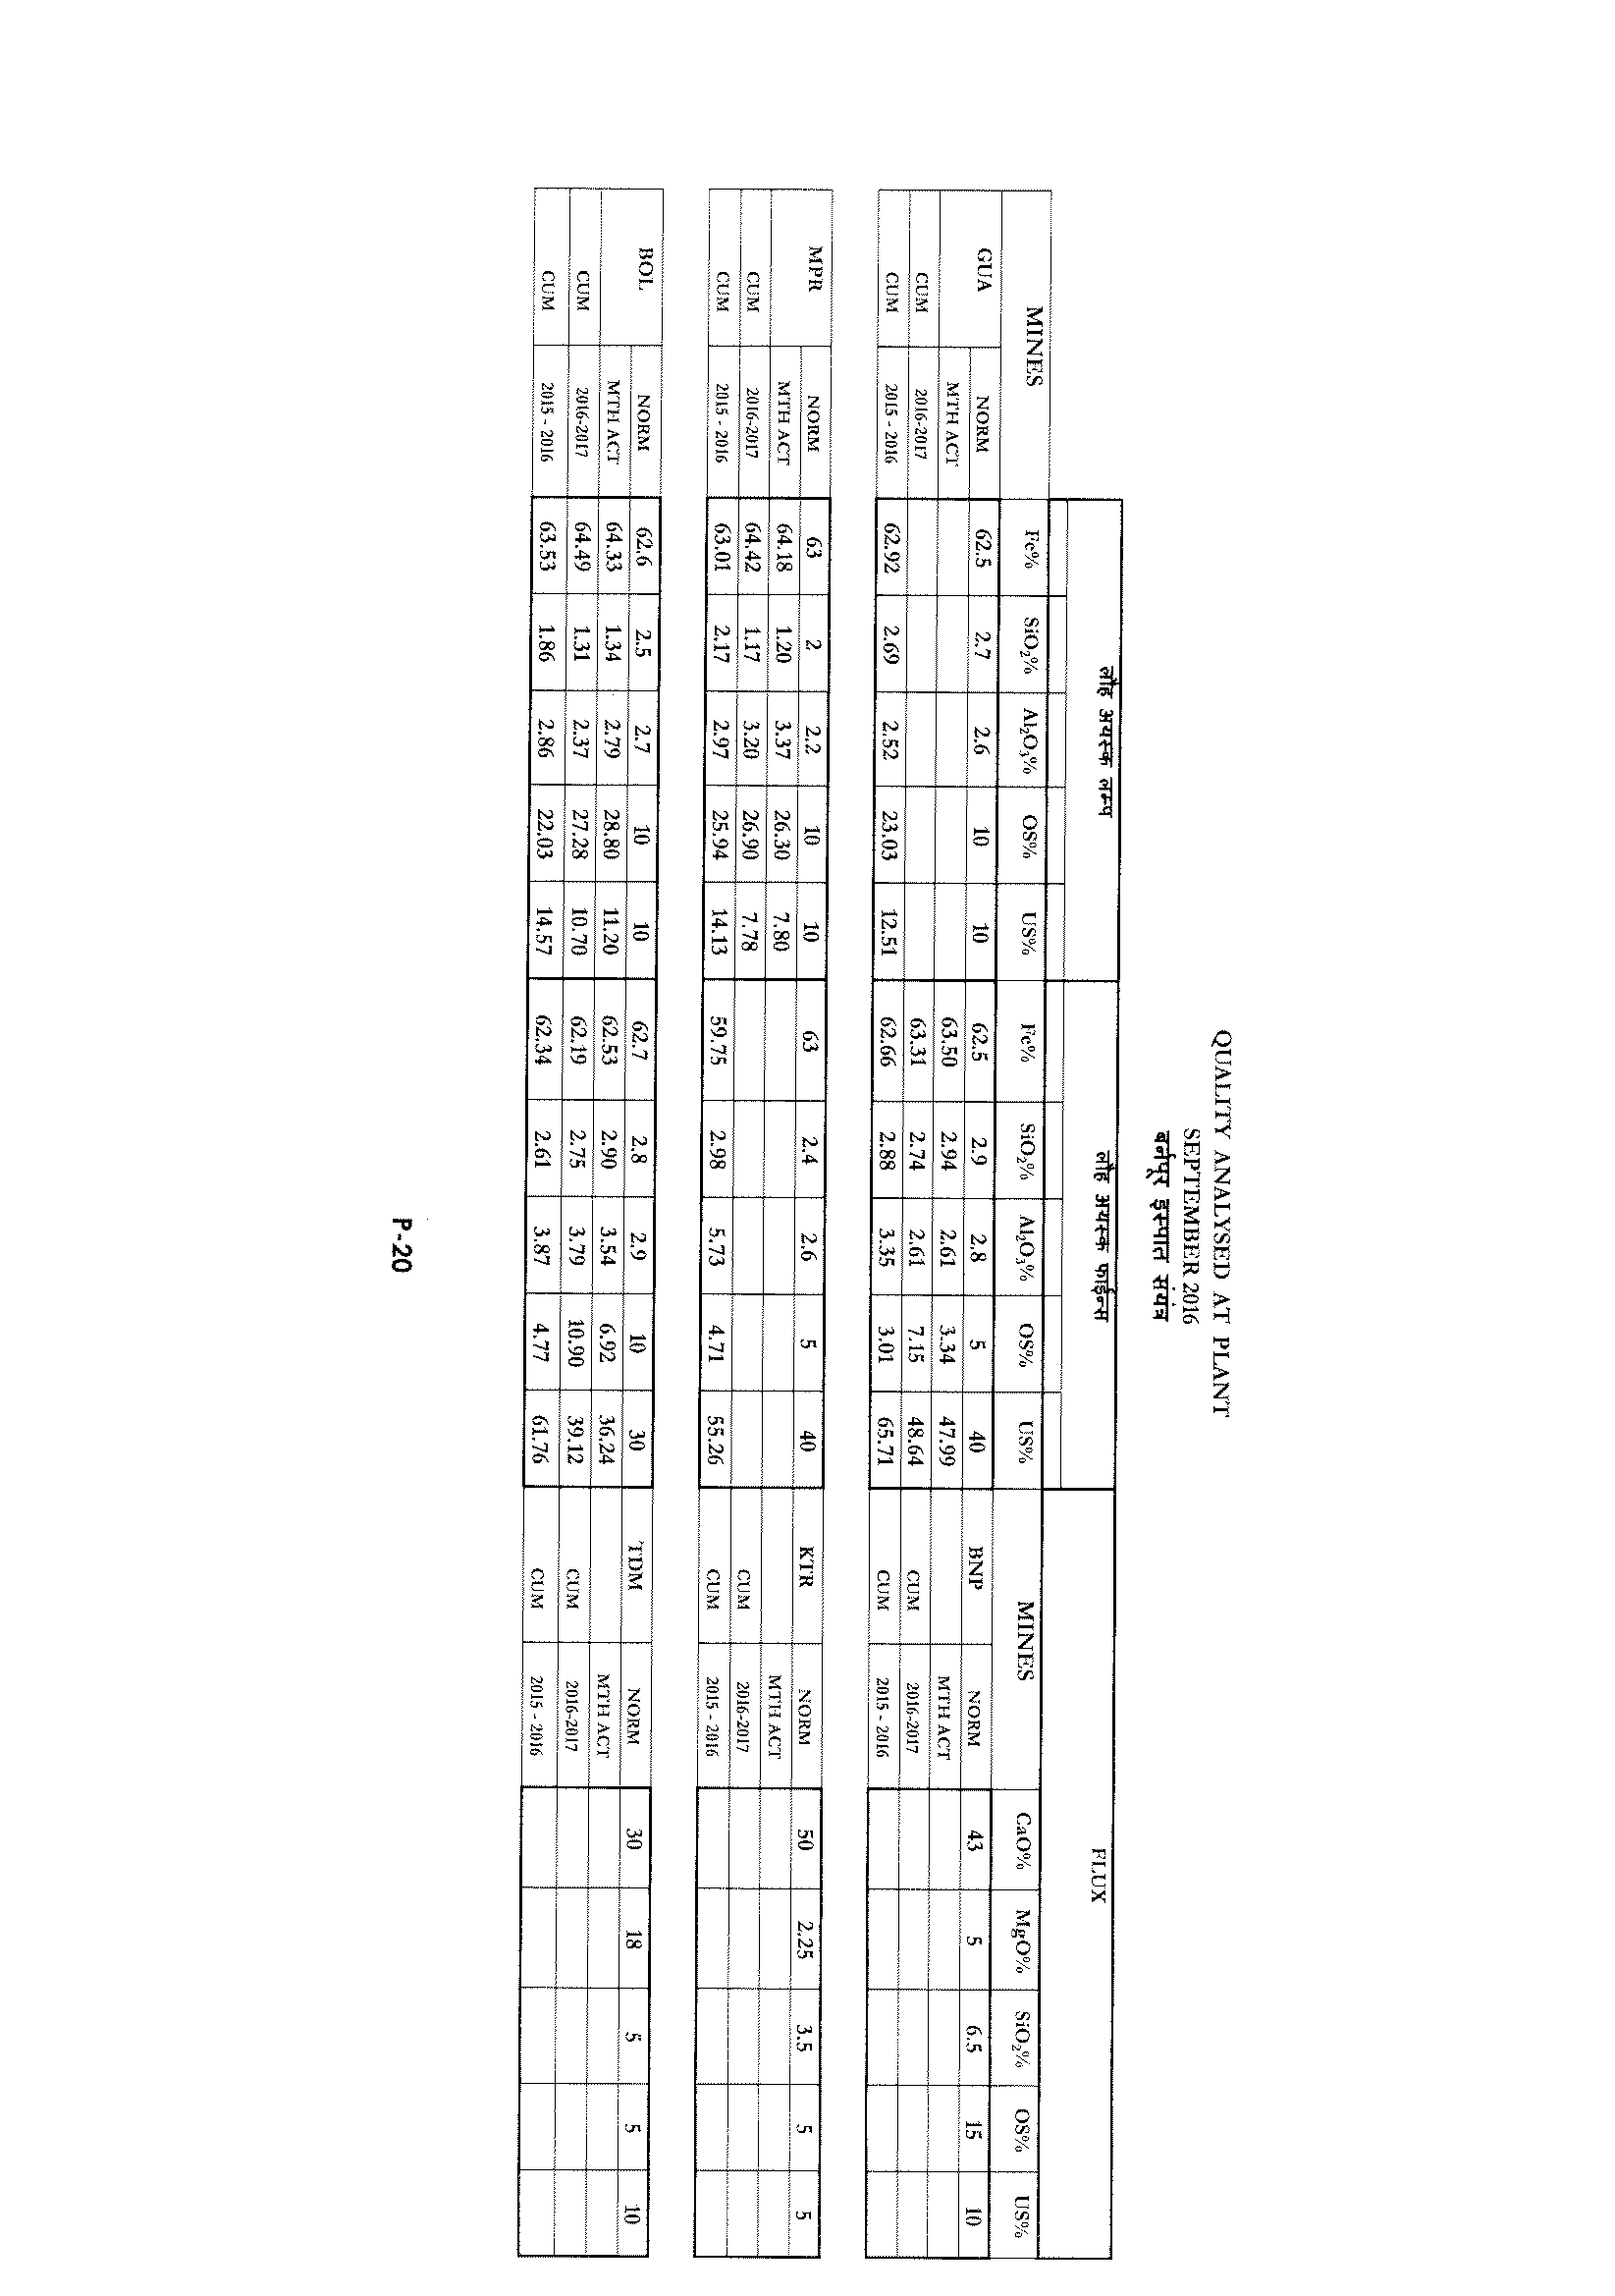 QUALITY ANALYSED AT PLANT
SEPTEMBER 2016
बर्नपूर इस्पात संयंत्र
लौह अयस्क लम्प लौह अयस्क फाईन्स FLUX
MINES Fe% SiO₂% Al₂O₃% OS% US% Fe% SiO₂% Al₂O₃% OS% US% MINES CaO% MgO% SiO₂% OS% US%
GUA NORM 62.5 2.7 2.6 10 10 62.5 2.9 2.8 5 40 BNP NORM 43 5 6.5 15 10
MTH ACT 63.50 2.94 2.61 3.34 47.99 MTH ACT
CUM 2016-2017 63.31 2.74 2.61 7.15 48.64 CUM 2016-2017
CUM 2015 - 2016 62.92 2.69 2.52 23.03 12.51 62.66 2.88 3.35 3.01 65.71 CUM 2015 - 2016
MPR NORM 63 2 2.2 10 10 63 2.4 2.6 5 40 KTR NORM 50 2.25 3.5 5 5
MTH ACT 64.18 1.20 3.37 26.30 7.80 MTH ACT
CUM 2016-2017 64.42 1.17 3.20 26.90 7.78 CUM 2016-2017
CUM 2015 - 2016 63.01 2.17 2.97 25.94 14.13 59.75 2.98 5.73 4.71 55.26 CUM 2015 - 2016
BOL NORM 62.6 2.5 2.7 10 10 62.7 2.8 2.9 10 30 TDM NORM 30 18 5 5 10
MTH ACT 64.33 1.34 2.79 28.80 11.20 62.53 2.90 3.54 6.92 36.24 MTH ACT
CUM 2016-2017 64.49 1.31 2.37 27.28 10.70 62.19 2.75 3.79 10.90 39.12 CUM 2016-2017
CUM 2015 - 2016 63.53 1.86 2.86 22.03 14.57 62.34 2.61 3.87 4.77 61.76 CUM 2015 - 2016
P-20